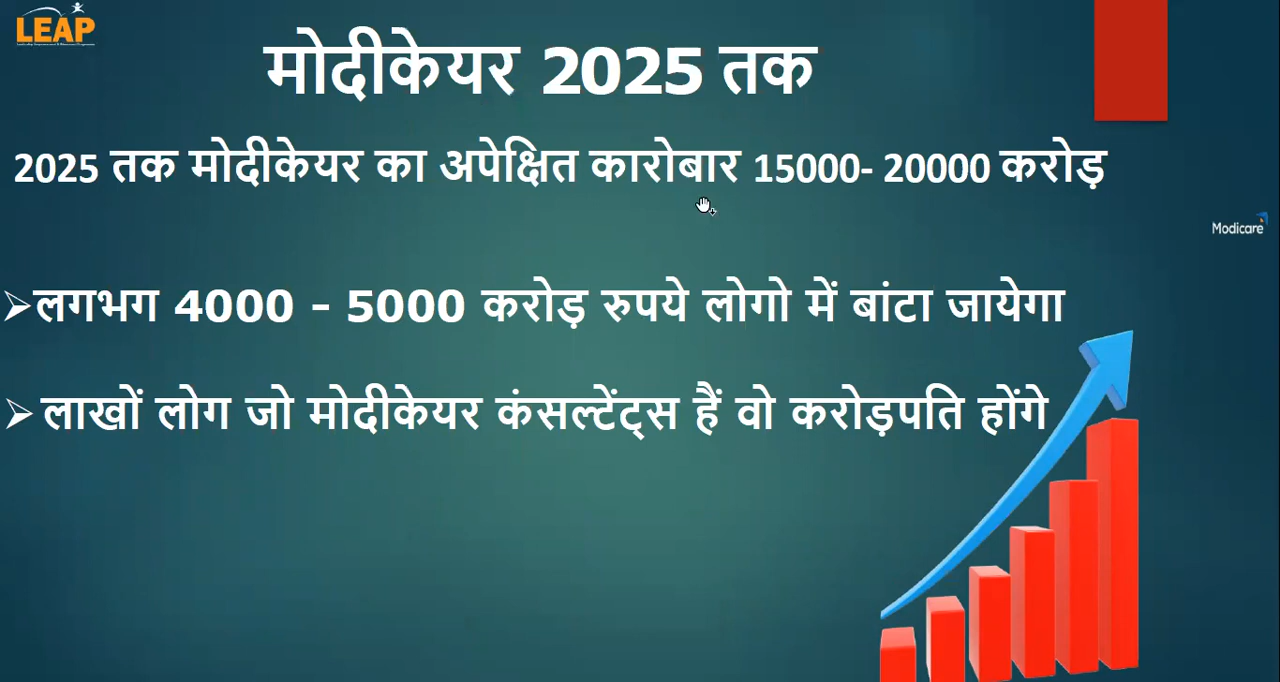 LEAP
मोदीकेयर 2025 तक
2025 तक मोदीकेयर का अपेक्षित कारोबार 15000- 20000 करोड़
Modicare
➢लगभग 4000 - 5000 करोड़ रुपये लोगो में बांटा जायेगा
➢ लाखों लोग जो मोदीकेयर कंसल्टेंट्स हैं वो करोड़पति होंगे